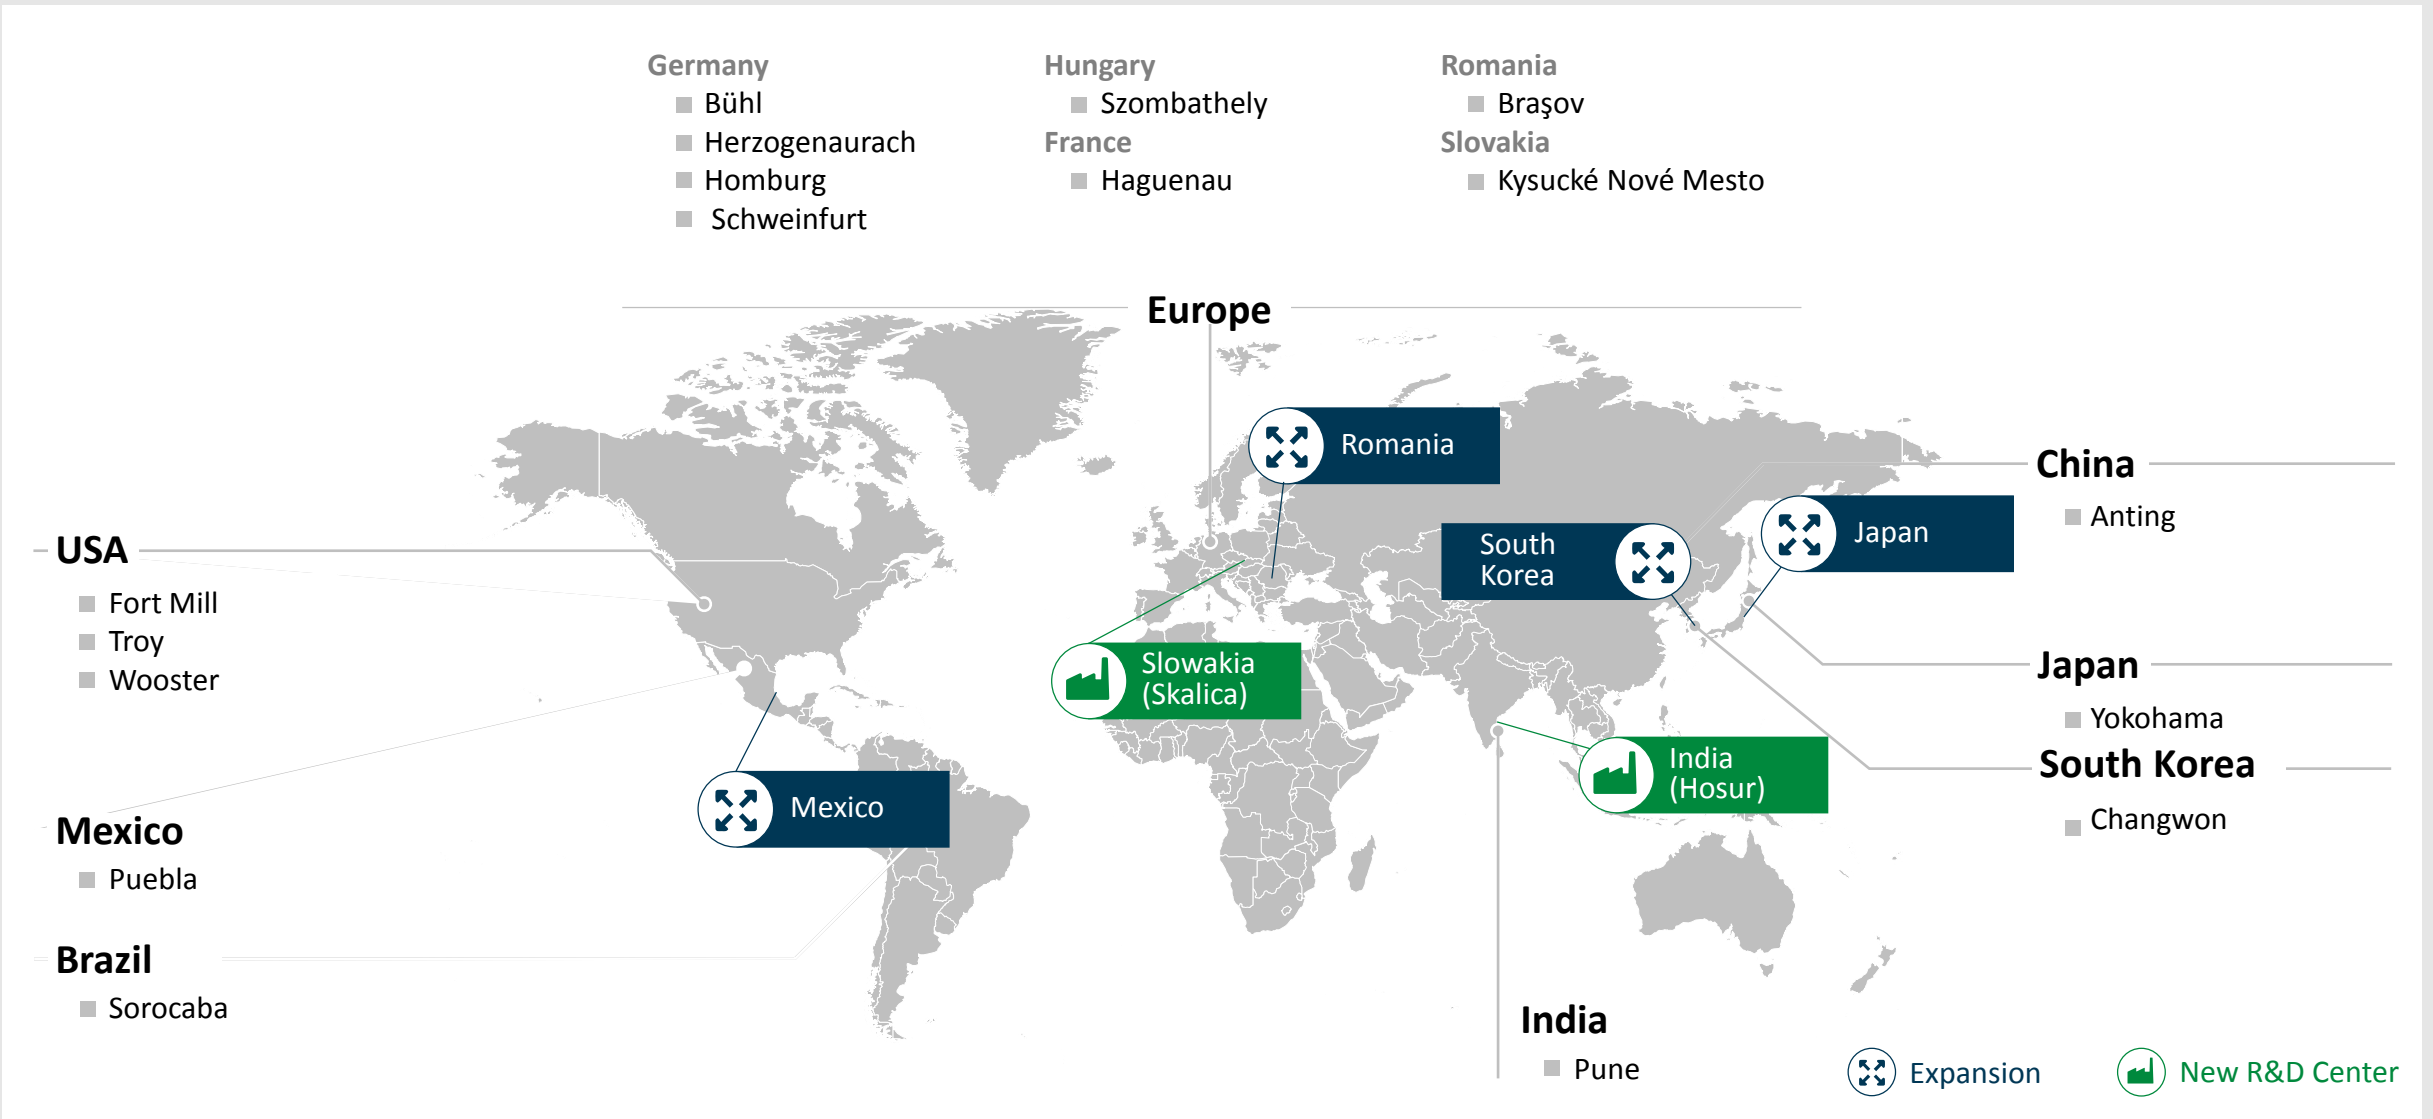 Germany
Bühl
Herzogenaurach
Homburg
Schweinfurt
Hungary
Szombathely
France
Haguenau
Romania
Braşov
Slovakia
Kysucké Nové Mesto
Europe
Romania
South
Korea
Japan
Slowakia
(Skalica)
India
(Hosur)
Mexico
USA
Fort Mill
Troy
Wooster
Mexico
Puebla
Brazil
Sorocaba
China
Anting
Japan
Yokohama
South Korea
Changwon
India
Pune
Expansion
New R&D Center